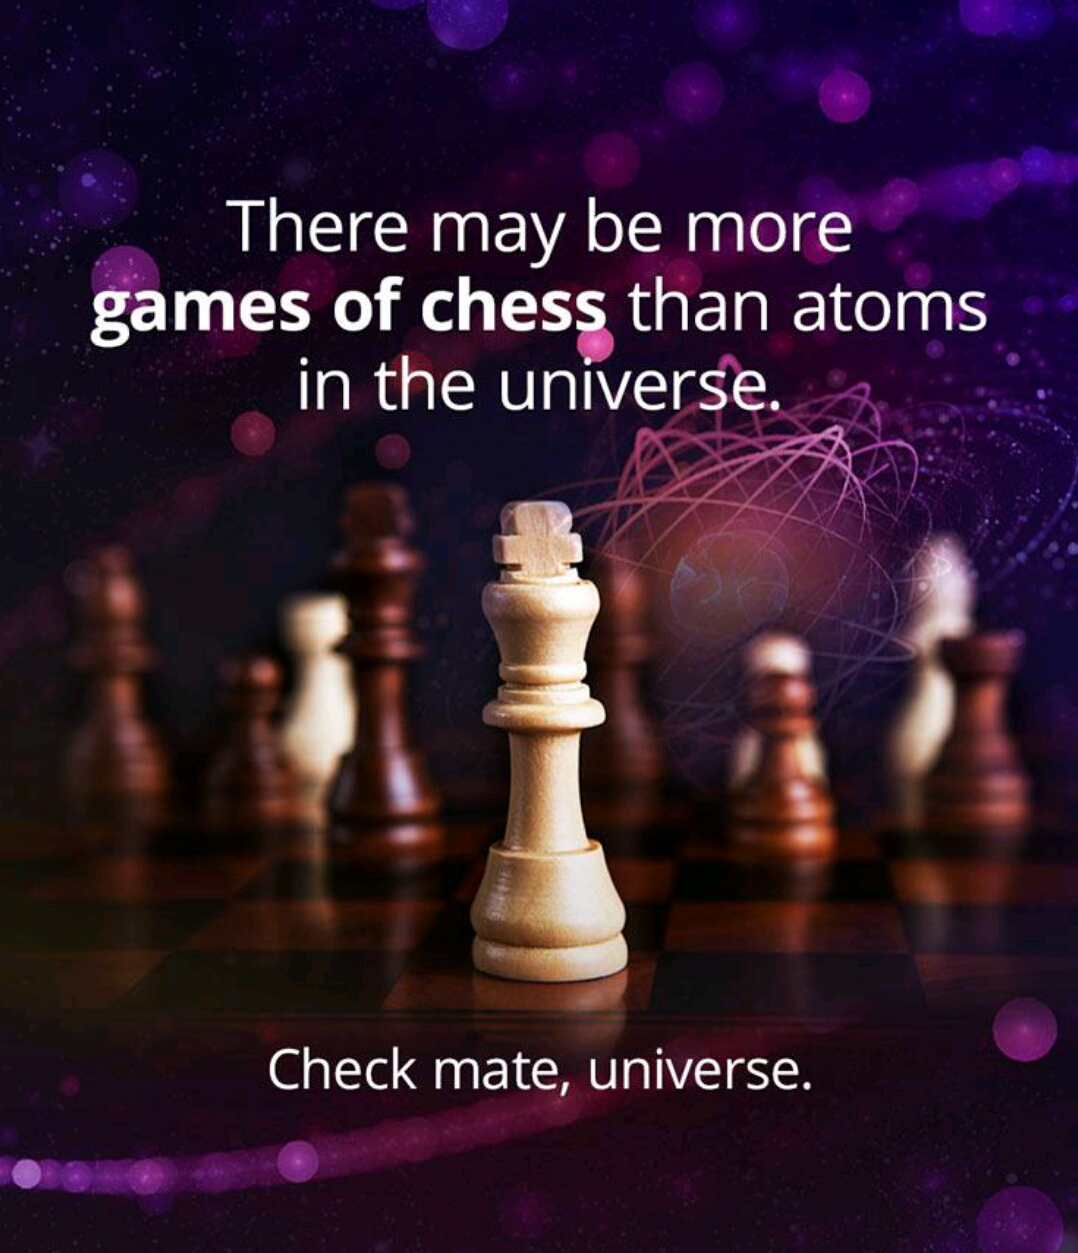 There may be more
games of chess than atoms
in the universe.
Check mate, universe.